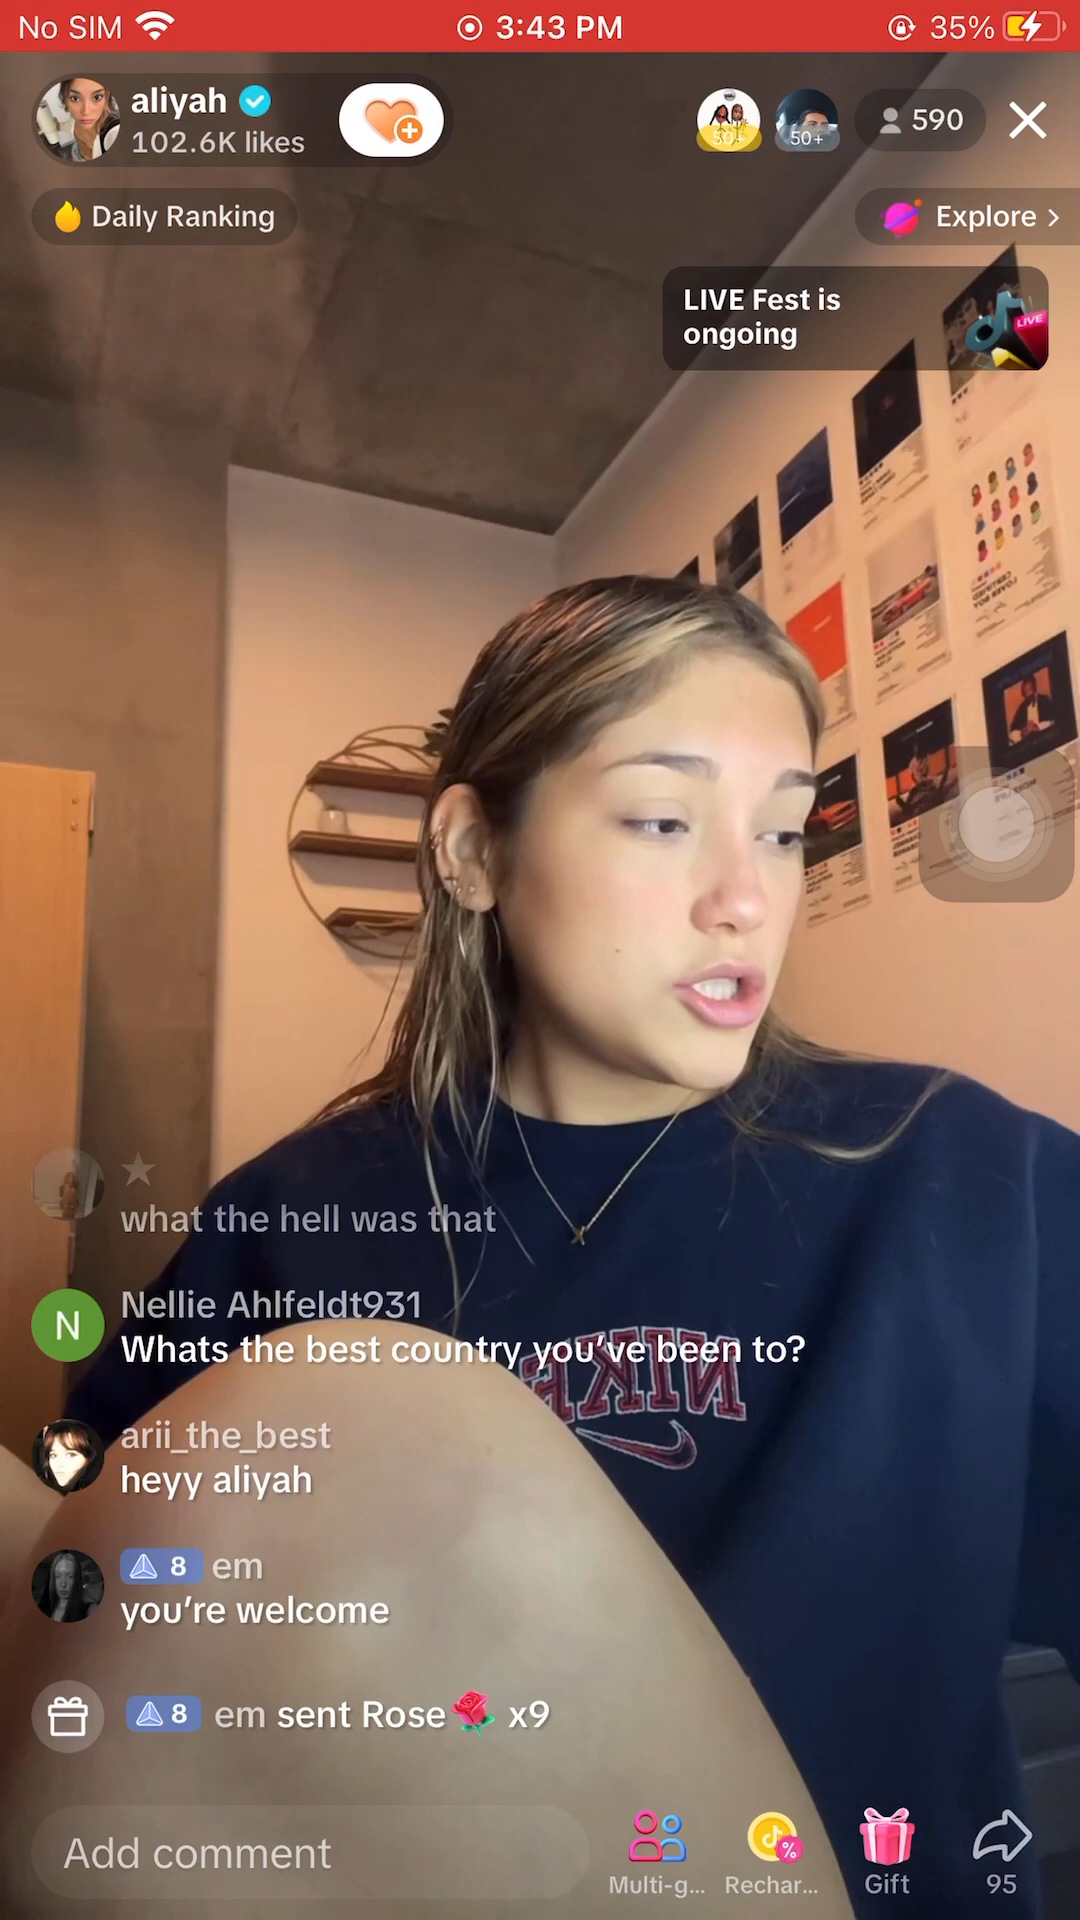 No SIM
3:43 PM
35%
aliyah
102.6K likes
50+
50+
590
Daily Ranking
Explore >
LIVE Fest is
ongoing
LIVE
what the hell was that
Nellie Ahlfeldt931
Whats the best country you've been to?
NIKE
arii_the_best
heyy aliyah
8 em
you're welcome
8 em sent Rose🌹 x9
Add comment
Multi-g...
Rechar...
Gift
95
N